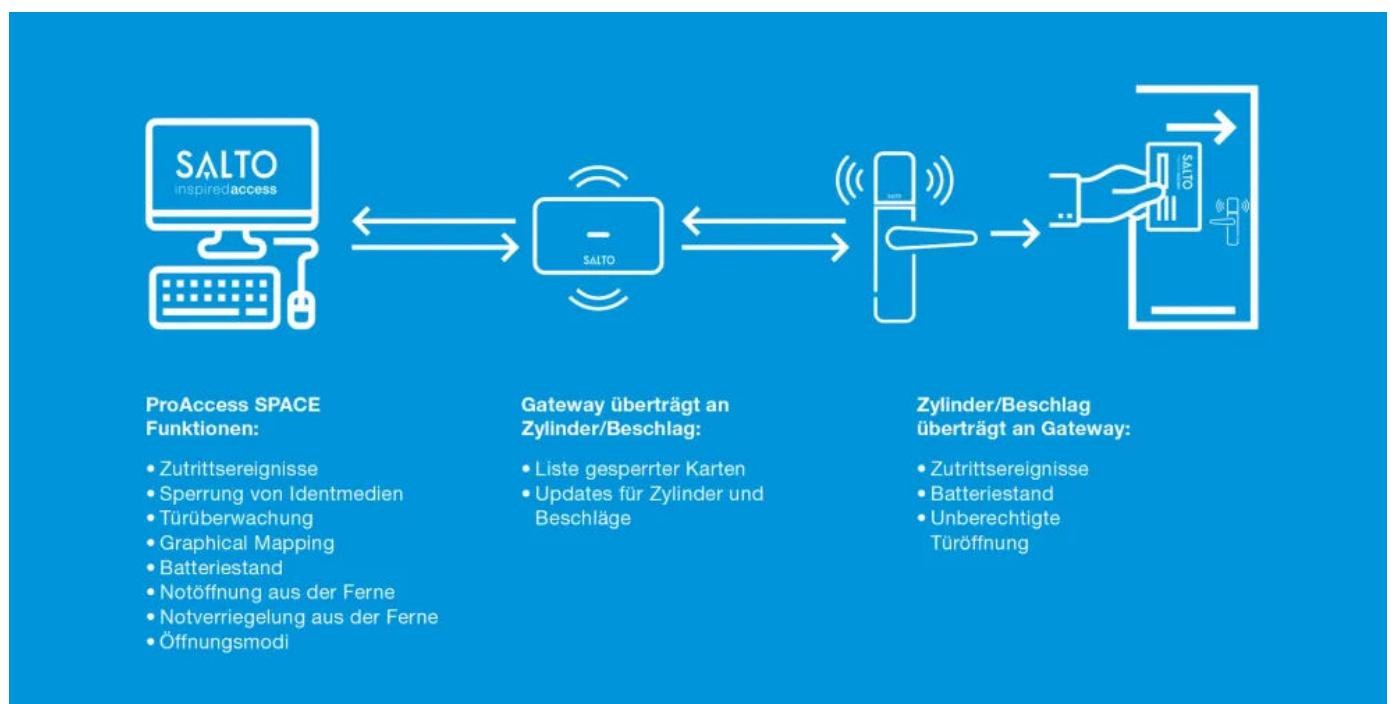 SALTO
inspiredaccess
SALTO
SALTO
SALTO
ProAccess SPACE
Funktionen:
• Zutrittsereignisse
• Sperrung von Identmedien
• Türüberwachung
• Graphical Mapping
• Batteriestand
• Notöffnung aus der Ferne
• Notverriegelung aus der Ferne
• Öffnungsmodi
Gateway überträgt an
Zylinder/Beschlag:
• Liste gesperrter Karten
• Updates für Zylinder und
Beschläge
Zylinder/Beschlag
überträgt an Gateway:
• Zutrittsereignisse
• Batteriestand
• Unberechtigte
Türöffnung